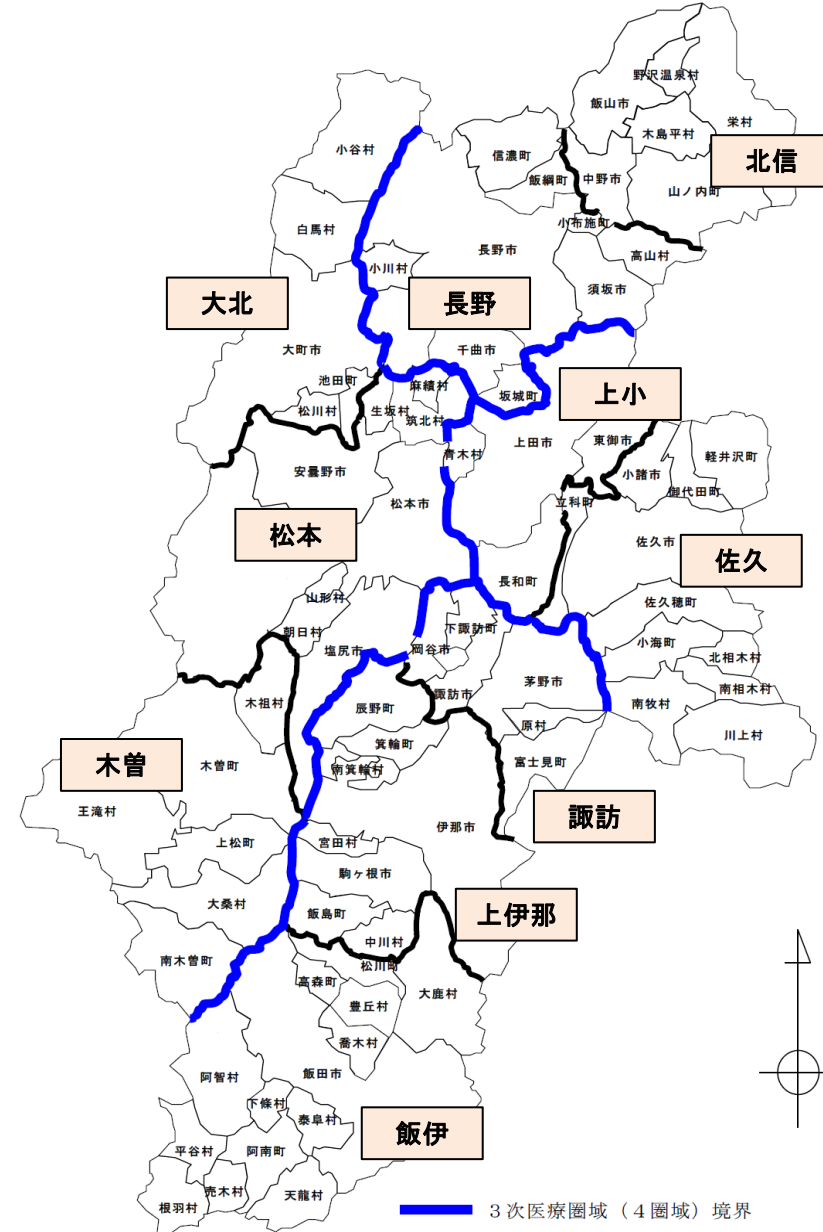 野沢温泉村
飯山市
栄村
木島平村
小谷村
信濃町
北信
飯綱町
中野市
山ノ内町
小布施町
白馬村
長野市
高山村
小川村
須坂市
大北
長野
大町市
千曲市
池田町
麻績村
坂城町
上小
松川村
生坂村
筑北村
東御市
上田市
青木村
軽井沢町
安曇野市
小諸市
御代田町
松本市
立科町
松本
佐久市
佐久
長和町
山形村
佐久穂町
朝日村
下諏訪町
小海町
塩尻市
岡谷市
北相木村
茅野市
諏訪市
南相木村
木祖村
辰野町
南牧村
原村
川上村
箕輪町
木曽
木曽町
南箕輪村
富士見町
王滝村
諏訪
伊那市
上松町
宮田村
駒ヶ根市
大桑村
飯島町
上伊那
中川村
南木曽町
松川町
高森町
大鹿村
豊丘村
喬木村
阿智村
飯田市
下條村
泰阜村
飯伊
平谷村
阿南町
売木村
天龍村
根羽村
３次医療圏域（４圏域）境界